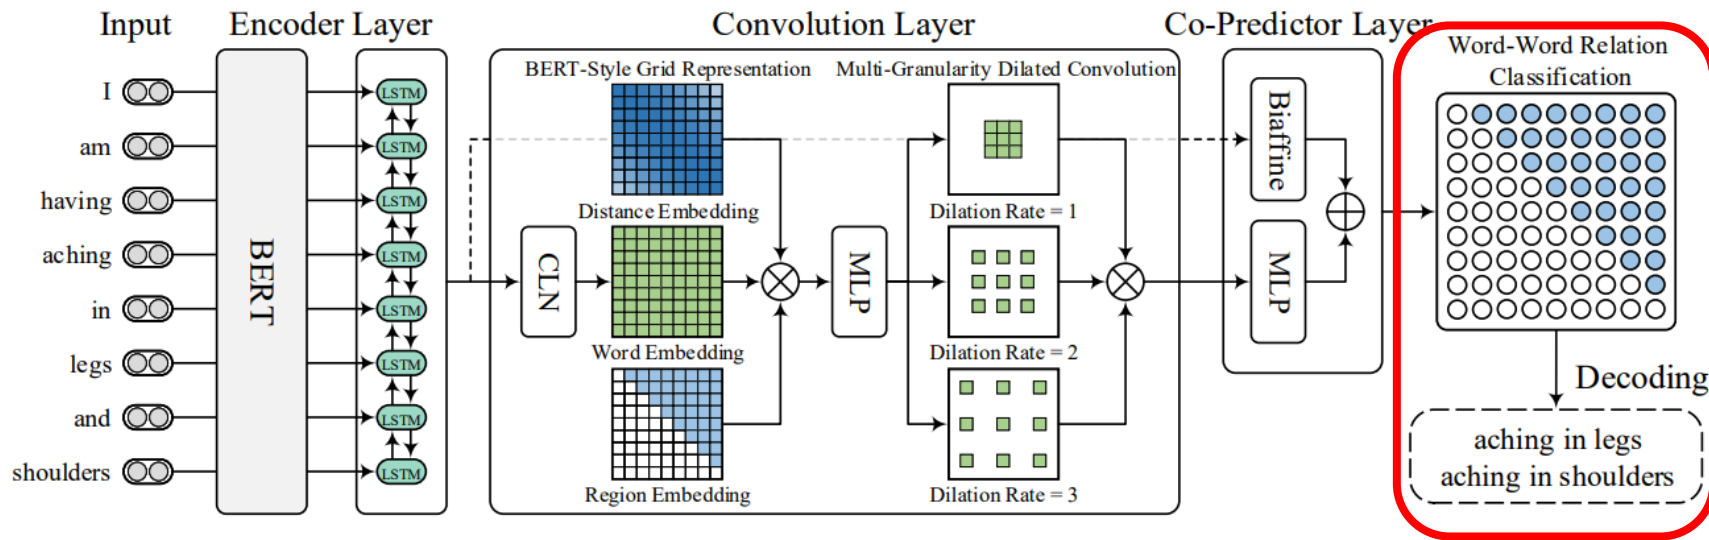 Input
Encoder Layer
Convolution Layer
Co-Predictor Layer
Word-Word Relation
Classification
I
am
having
aching
in
legs
and
shoulders
BERT
LSTM
LSTM
LSTM
LSTM
LSTM
LSTM
LSTM
LSTM
BERT-Style Grid Representation
Distance Embedding
CLN
Word Embedding
Region Embedding
MLP
Multi-Granularity Dilated Convolution
Dilation Rate = 1
Dilation Rate = 2
Dilation Rate = 3
Biaffine
MLP
Decoding
aching in legs
aching in shoulders